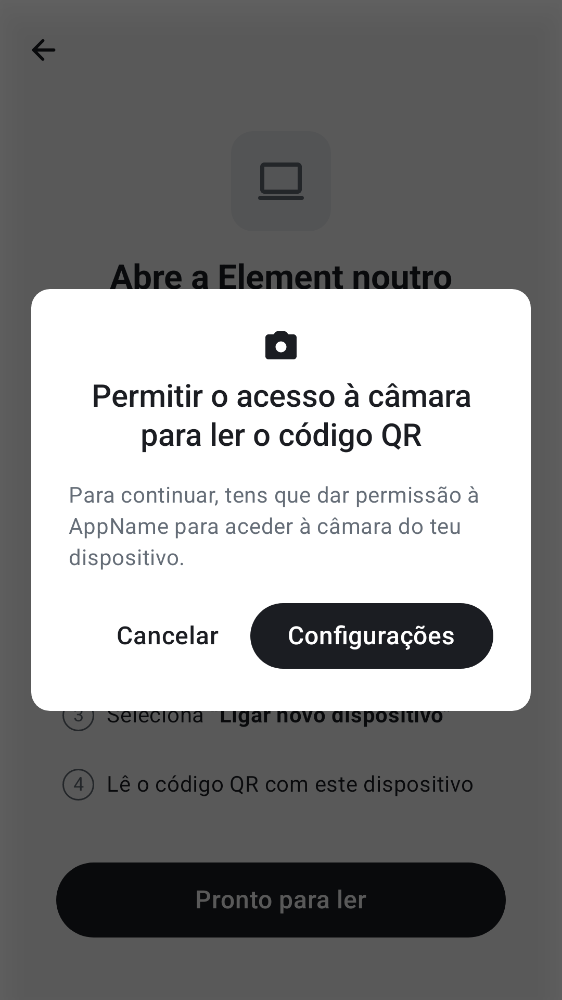 Abre a Element noutro
Permitir o acesso à câmara
para ler o código QR
Para continuar, tens que dar permissão à
AppName para aceder à câmara do teu
dispositivo.
Cancelar
Configurações
3 Seleciona Ligar novo dispositivo
4 Lê o código QR com este dispositivo
Pronto para ler